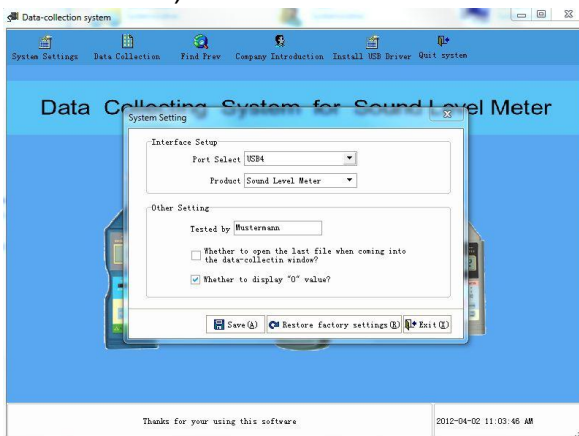 Data-collection system
System Settings Data Collection Find Prev Company Introduction Install USB Driver Quit system
Data Collecting System for Sound Level Meter
System Setting
Interface Setup
Port Select USB4
Product Sound Level Meter
Other Setting
Tested by Mustermann
Whether to open the last file when coming into
the data-collectin window?
Whether to display "0" value?
Save(A) Restore factory settings(R) Exit(X)
Thanks for your using this software
2012-04-02 11:03:46 AM